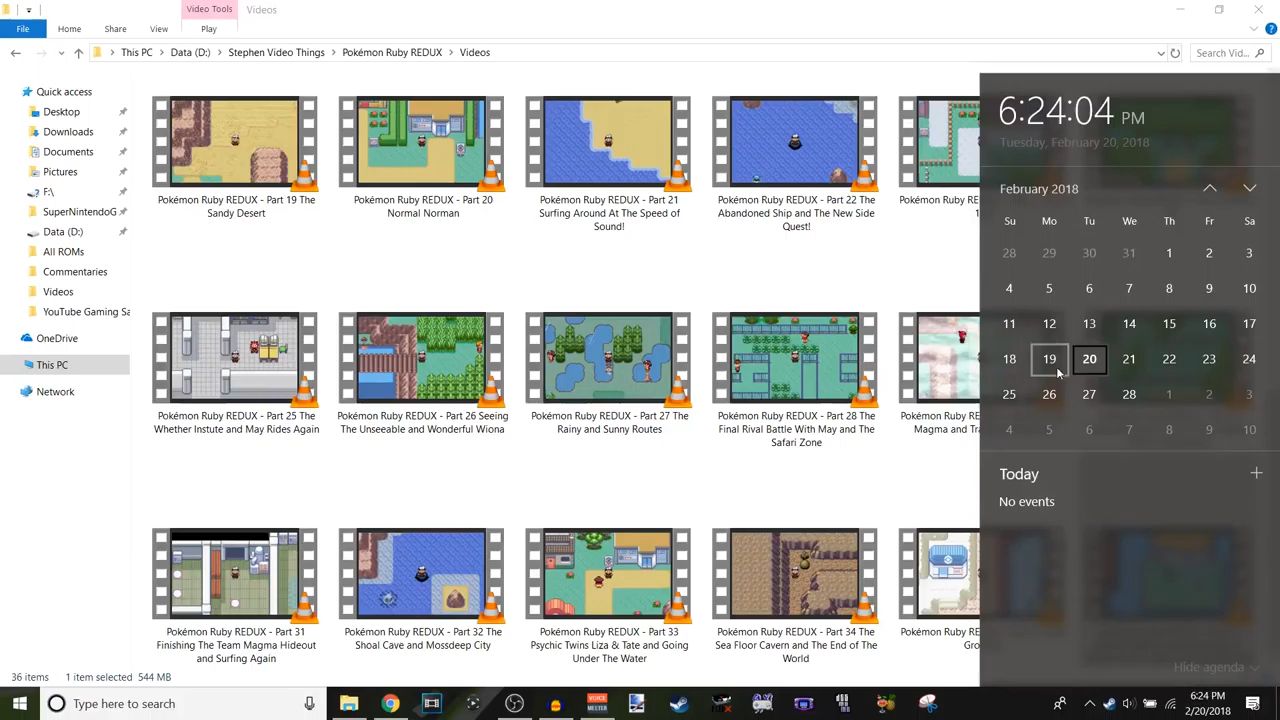 Video Tools
Videos
File
Home
Share
View
Play
This PC
Data (D:)
Stephen Video Things
Pokémon Ruby REDUX
Videos
Search Vid...
Quick access
Desktop
Downloads
Documents
Pictures
F:\
SuperNintendoG
Data (D:)
All ROMs
Commentaries
Videos
YouTube Gaming Sa
OneDrive
This PC
Network
Pokémon Ruby REDUX - Part 19 The
Sandy Desert
Pokémon Ruby REDUX - Part 20
Normal Norman
Pokémon Ruby REDUX - Part 21
Surfing Around At The Speed of
Sound!
Pokémon Ruby REDUX - Part 22 The
Abandoned Ship and The New Side
Quest!
Pokémon Ruby RE
Pokémon Ruby REDUX - Part 25 The
Whether Instute and May Rides Again
Pokémon Ruby REDUX - Part 26 Seeing
The Unseeable and Wonderful Wiona
Pokémon Ruby REDUX - Part 27 The
Rainy and Sunny Routes
Pokémon Ruby REDUX - Part 28 The
Final Rival Battle With May and The
Safari Zone
Pokémon Ruby RE
Magma and Tra
Pokémon Ruby REDUX - Part 31
Finishing The Team Magma Hideout
and Surfing Again
Pokémon Ruby REDUX - Part 32 The
Shoal Cave and Mossdeep City
Pokémon Ruby REDUX - Part 33
Psychic Twins Liza & Tate and Going
Under The Water
Pokémon Ruby REDUX - Part 34 The
Sea Floor Cavern and The End of The
World
Pokémon Ruby RE
Gro
6:24:04 PM
Tuesday, February 20, 2018
February 2018
Su Mo Tu We Th Fr Sa
28 29 30 31 1 2 3
4 5 6 7 8 9 10
11 12 13 14 15 16 17
18 19 20 21 22 23 24
25 26 27 28 1 2 3
4 5 6 7 8 9 10
Today
No events
Hide agenda
36 items 1 item selected 544 MB
Type here to search
VOICE
MEETER
6:24 PM
2/20/2018